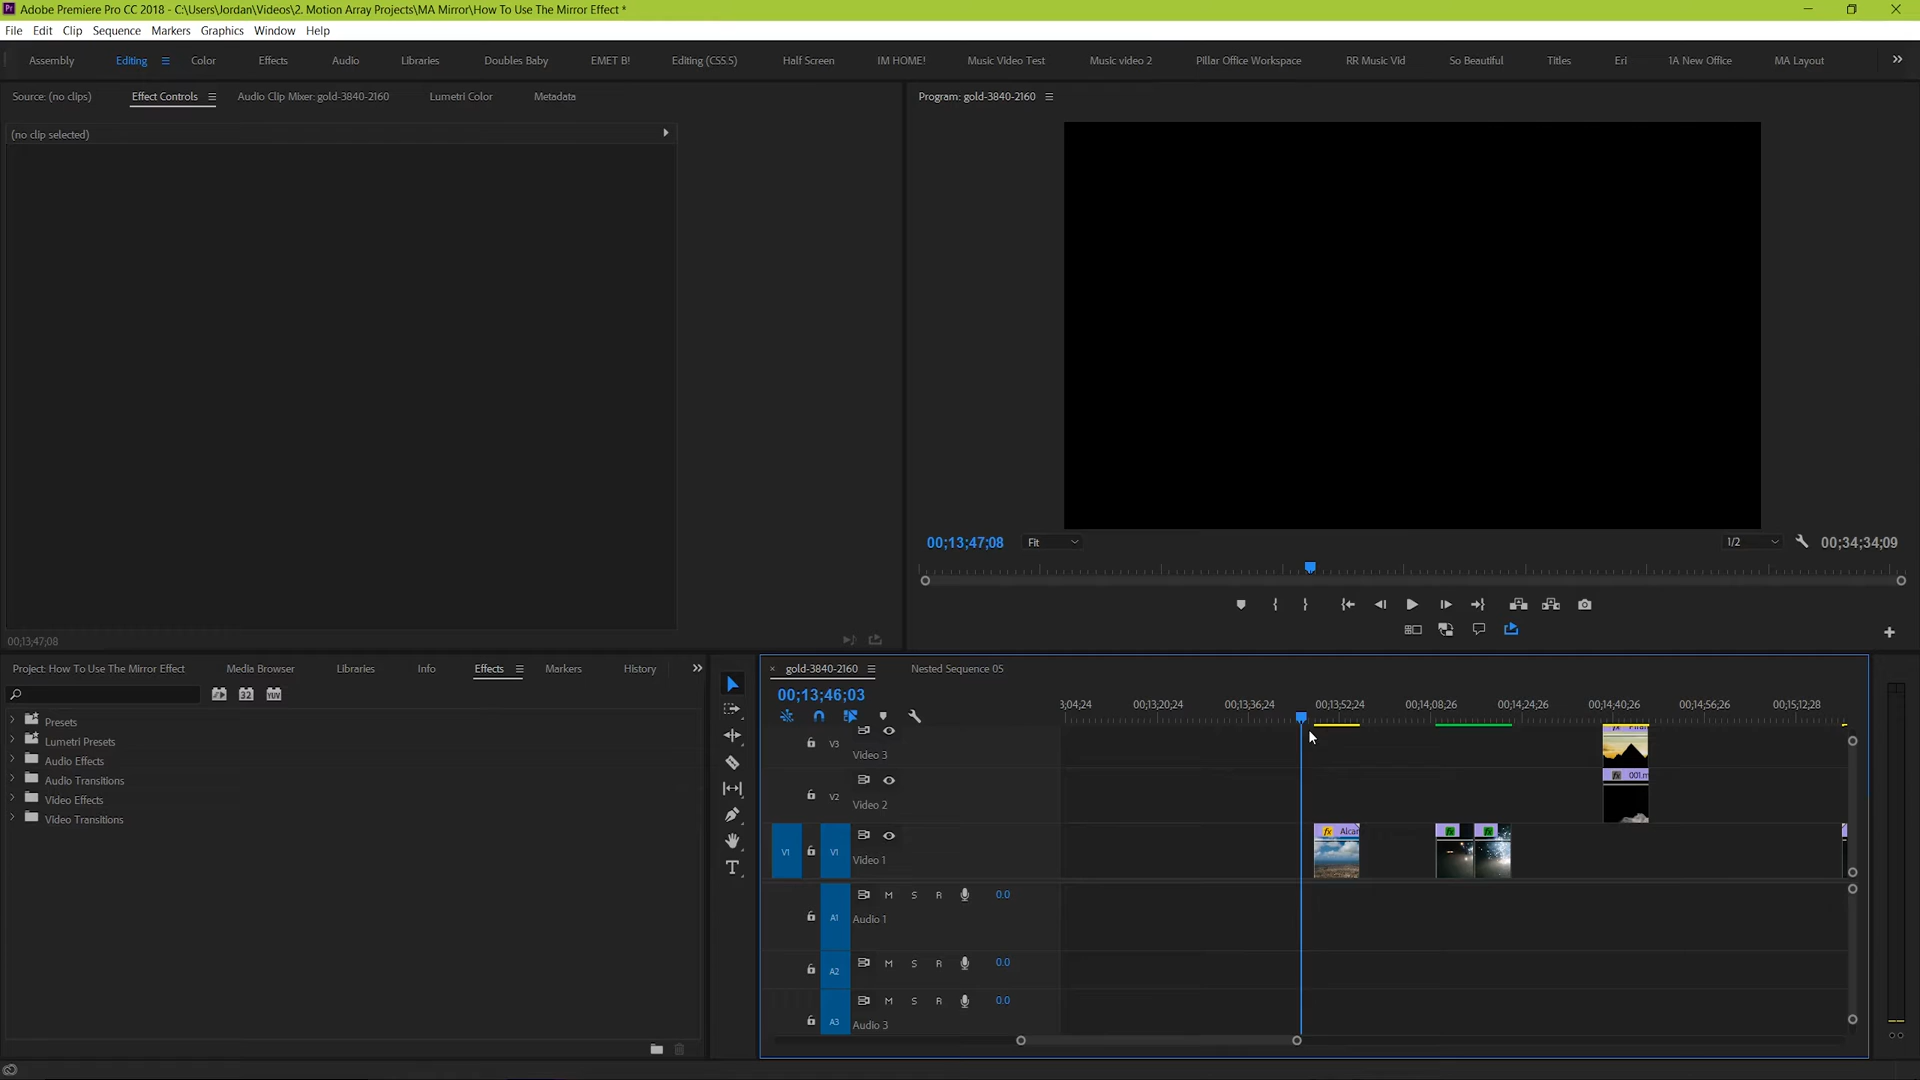 Adobe Premiere Pro CC 2018 - C:\Users\Jordan\Videos\2. Motion Array Projects\MA Mirror\How To Use The Mirror Effect *
File Edit Clip Sequence Markers Graphics Window Help
Assembly Editing Color Effects Audio Libraries Doubles Baby EMET B! Editing (CS5.5) Half Screen IM HOME! Music Video Test Music video 2 Pillar Office Workspace RR Music Vid So Beautiful Titles Eri 1A New Office MA Layout
Source: (no clips) Effect Controls Audio Clip Mixer: gold-3840-2160 Lumetri Color Metadata
Program: gold-3840-2160
(no clip selected)
00;13;47;08 Fit 1/2 00;34;34;09
00;13;47;08
Project: How To Use The Mirror Effect Media Browser Libraries Info Effects Markers History
Presets
Lumetri Presets
Audio Effects
Audio Transitions
Video Effects
Video Transitions
gold-3840-2160 Nested Sequence 05
00;13;46;03
3;04;24 00;13;20;24 00;13;36;24 00;13;52;24 00;14;08;26 00;14;24;26 00;14;40;26 00;14;56;26 00;15;12;28
V3 Video 3
V2 Video 2 001.m
V1 V1 Video 1 fx Alcan fx fx
A1 M S R 0.0
Audio 1
A2 M S R 0.0
A3 M S R 0.0
Audio 3